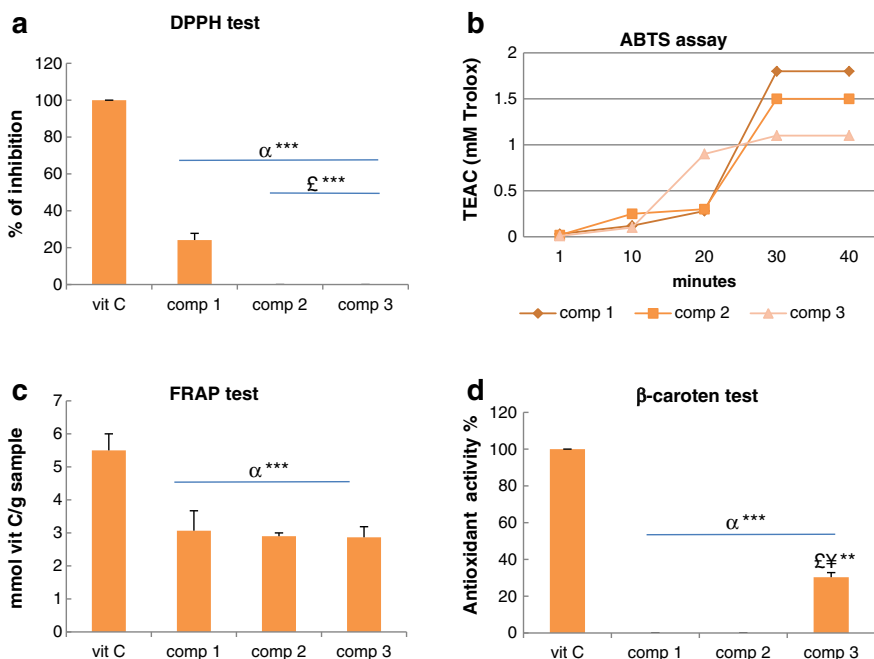 a
DPPH test
% of inhibition
120
100
80
60
40
20
0
α ***
£ ***
vit C comp 1 comp 2 comp 3
b
ABTS assay
TEAC (mM Trolox)
2
1.5
1
0.5
0
1 10 20 30 40
minutes
comp 1 comp 2 comp 3
c
FRAP test
mmol vit C/g sample
7
6
5
4
3
2
1
0
α ***
vit C comp 1 comp 2 comp 3
d
β-caroten test
Antioxidant activity %
120
100
80
60
40
20
0
α ***
£¥ **
vit C comp 1 comp 2 comp 3